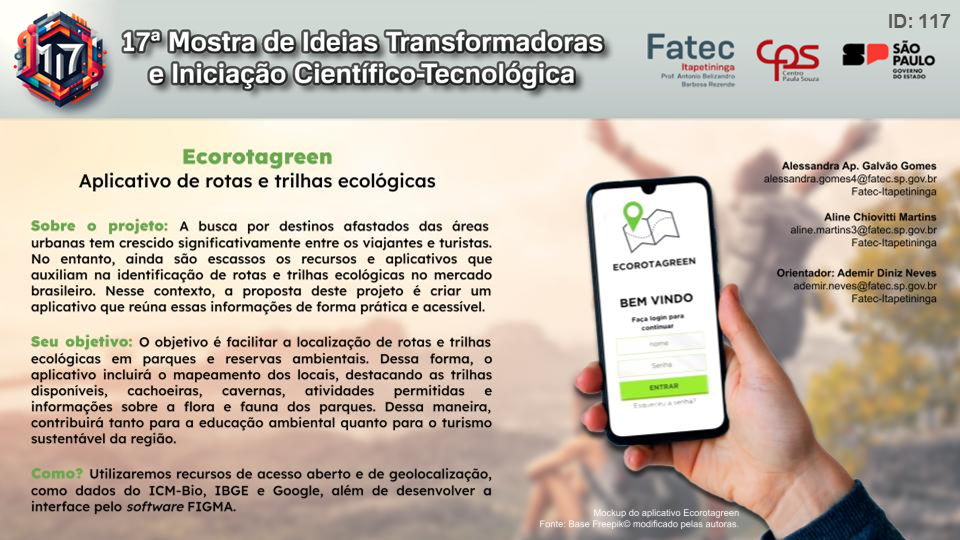 ID: 117
M17
17ª Mostra de Ideias Transformadoras
e Iniciação Científico-Tecnológica
Fatec
Itapetininga
Prof. Antonio Belizandro
Barbosa Rezende
CPS
Centro
Paula Souza
SP
SÃO
PAULO
GOVERNO
DO ESTADO
Ecorotagreen
Aplicativo de rotas e trilhas ecológicas
Sobre o projeto: A busca por destinos afastados das áreas
urbanas tem crescido significativamente entre os viajantes e turistas.
No entanto, ainda são escassos os recursos e aplicativos que
auxiliam na identificação de rotas e trilhas ecológicas no mercado
brasileiro. Nesse contexto, a proposta deste projeto é criar um
aplicativo que reúna essas informações de forma prática e acessível.
Seu objetivo: O objetivo é facilitar a localização de rotas e trilhas
ecológicas em parques e reservas ambientais. Dessa forma, o
aplicativo incluirá o mapeamento dos locais, destacando as trilhas
disponíveis, cachoeiras, cavernas, atividades permitidas e
informações sobre a flora e fauna dos parques. Dessa maneira,
contribuirá tanto para a educação ambiental quanto para o turismo
sustentável da região.
Como? Utilizaremos recursos de acesso aberto e de geolocalização,
como dados do ICM-Bio, IBGE e Google, além de desenvolver a
interface pelo software FIGMA.
ECOROTAGREEN
BEM VINDO
Faça login para
continuar
nome
Senha
ENTRAR
Esqueceu a senha?
Alessandra Ap. Galvão Gomes
alessandra.gomes4@fatec.sp.gov.br
Fatec-Itapetininga
Aline Chiovitti Martins
aline.martins3@fatec.sp.gov.br
Fatec-Itapetininga
Orientador: Ademir Diniz Neves
ademir.neves@fatec.sp.gov.br
Fatec-Itapetininga
Mockup do aplicativo Ecorotagreen
Fonte: Base Freepik© modificado pelas autoras.